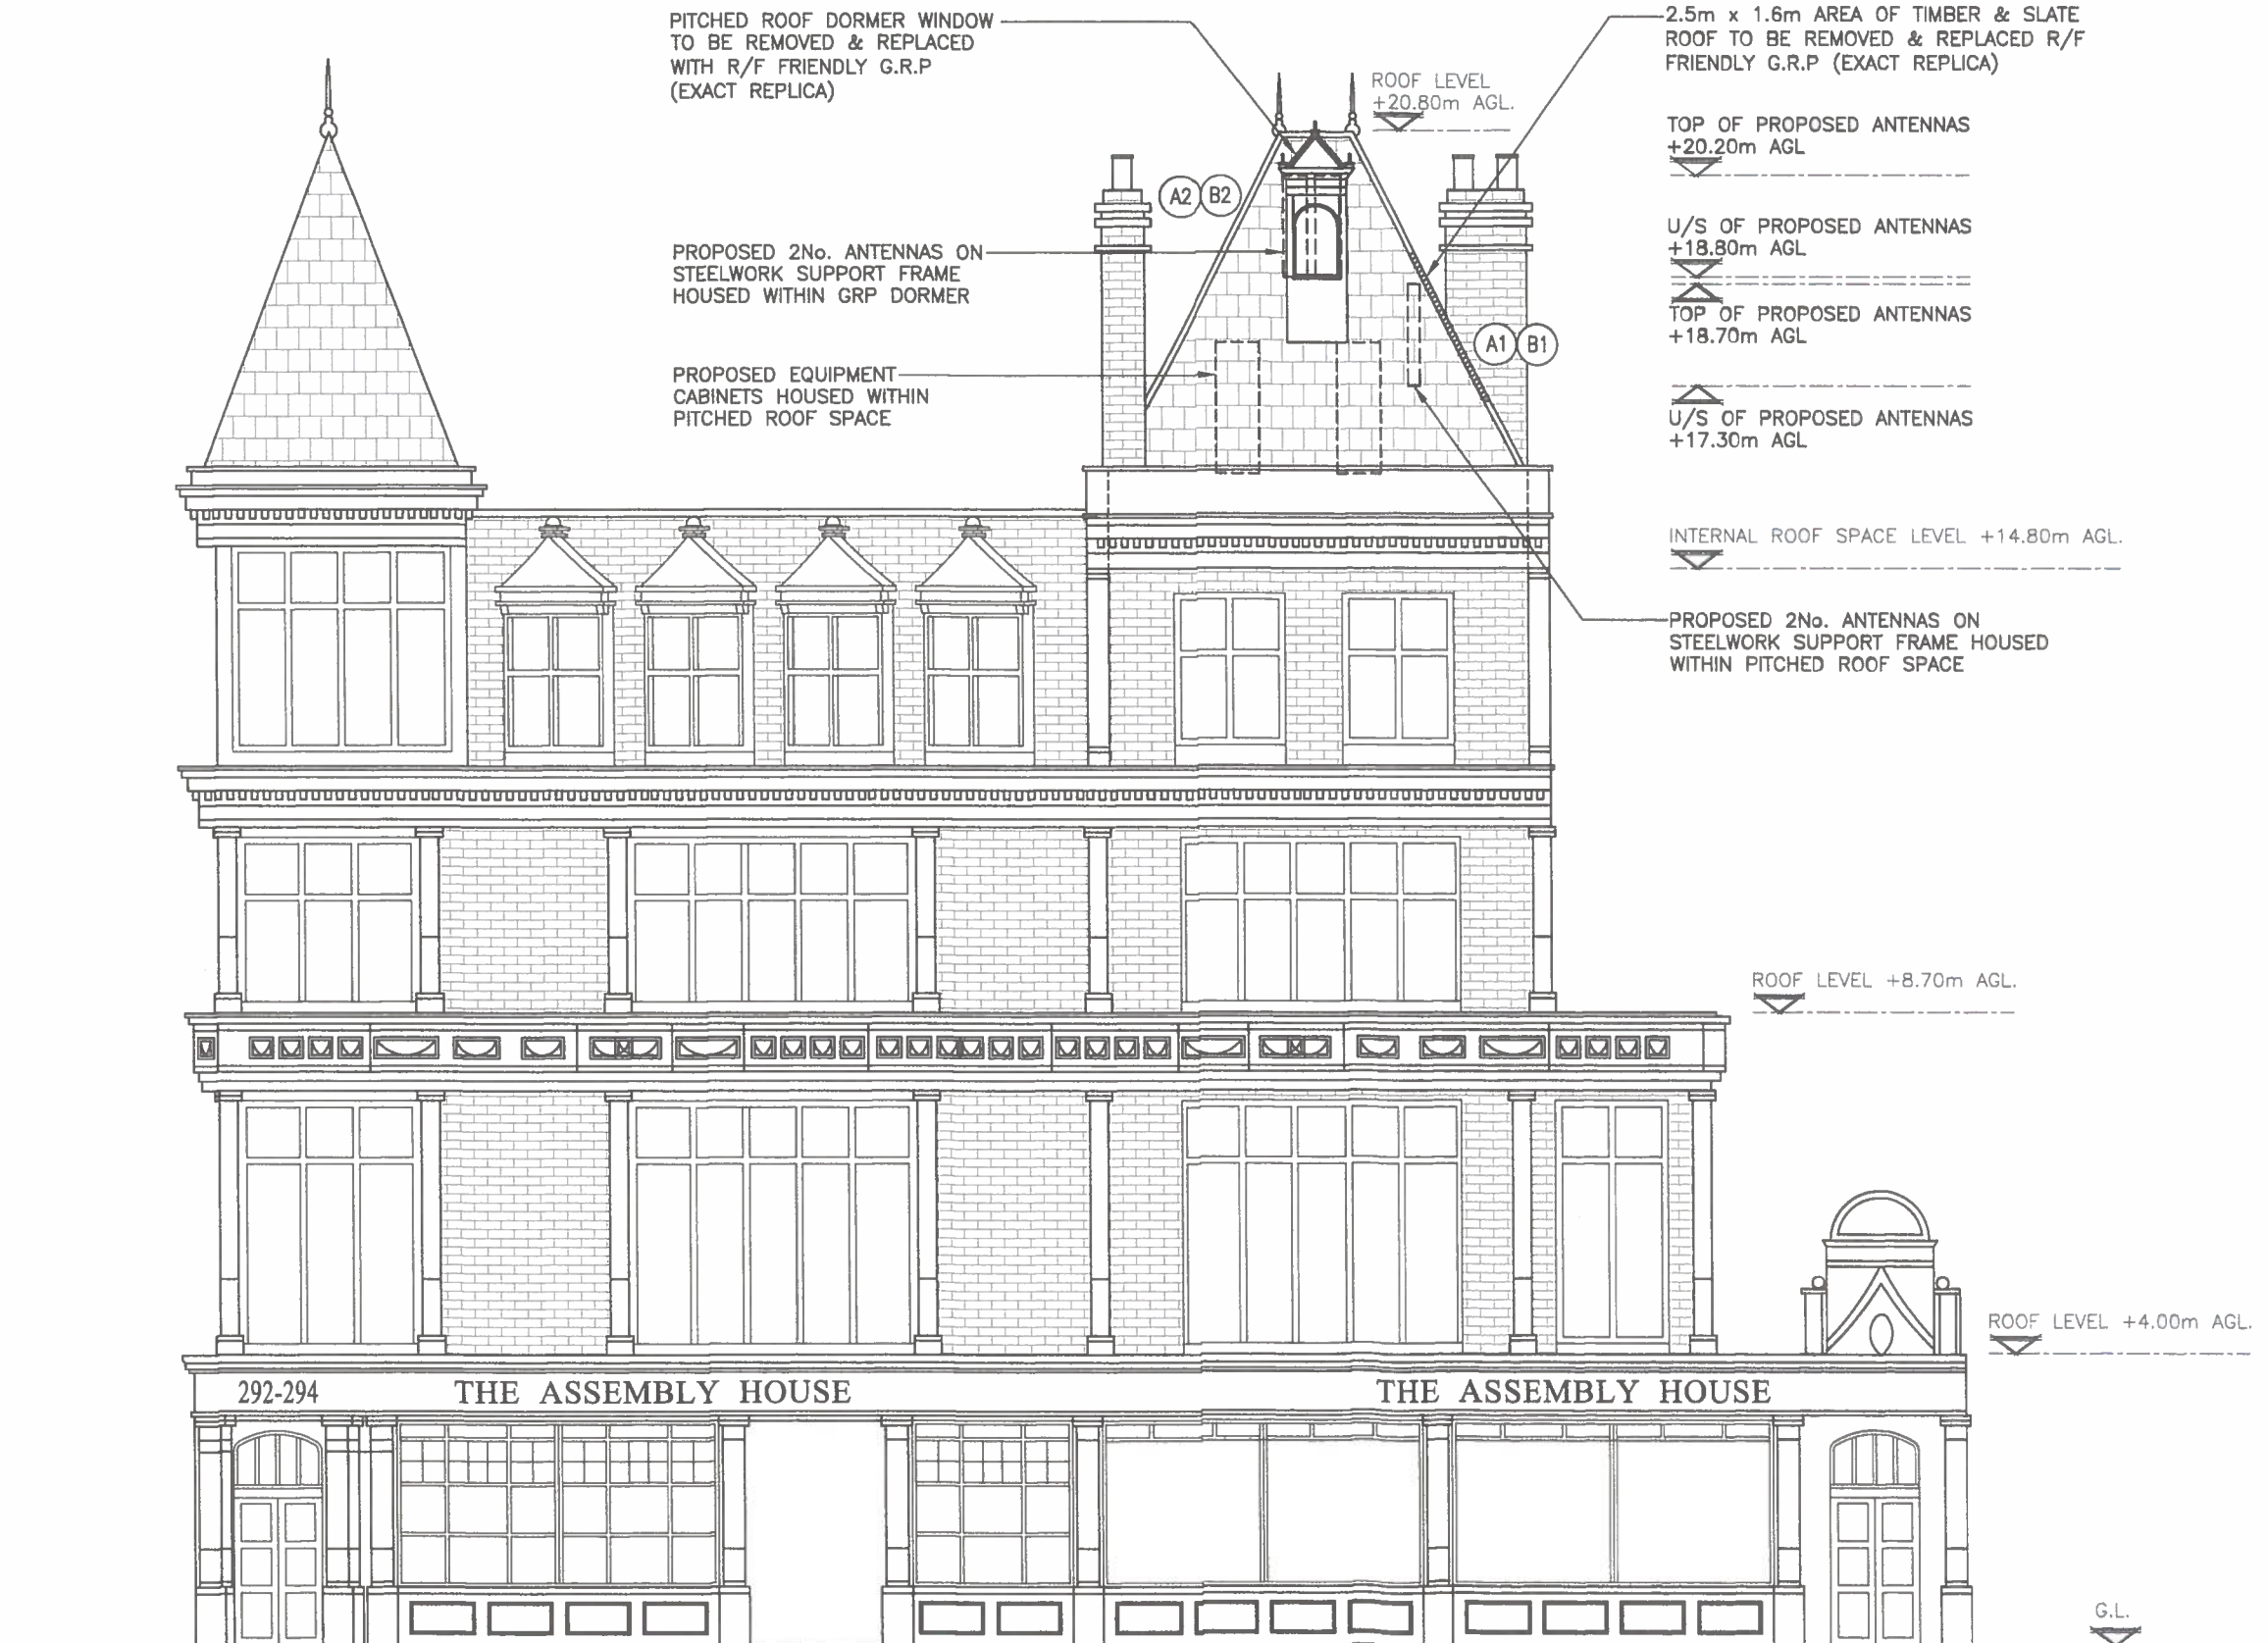 PITCHED ROOF DORMER WINDOW
TO BE REMOVED & REPLACED
WITH R/F FRIENDLY G.R.P
(EXACT REPLICA)
2.5m x 1.6m AREA OF TIMBER & SLATE
ROOF TO BE REMOVED & REPLACED R/F
FRIENDLY G.R.P (EXACT REPLICA)
ROOF LEVEL
+20.80m AGL.
TOP OF PROPOSED ANTENNAS
+20.20m AGL
A2 B2
U/S OF PROPOSED ANTENNAS
+18.80m AGL
PROPOSED 2No. ANTENNAS ON
STEELWORK SUPPORT FRAME
HOUSED WITHIN GRP DORMER
TOP OF PROPOSED ANTENNAS
+18.70m AGL
A1 B1
PROPOSED EQUIPMENT
CABINETS HOUSED WITHIN
PITCHED ROOF SPACE
U/S OF PROPOSED ANTENNAS
+17.30m AGL
INTERNAL ROOF SPACE LEVEL +14.80m AGL.
PROPOSED 2No. ANTENNAS ON
STEELWORK SUPPORT FRAME HOUSED
WITHIN PITCHED ROOF SPACE
ROOF LEVEL +8.70m AGL.
ROOF LEVEL +4.00m AGL.
292-294 THE ASSEMBLY HOUSE THE ASSEMBLY HOUSE
G.L.